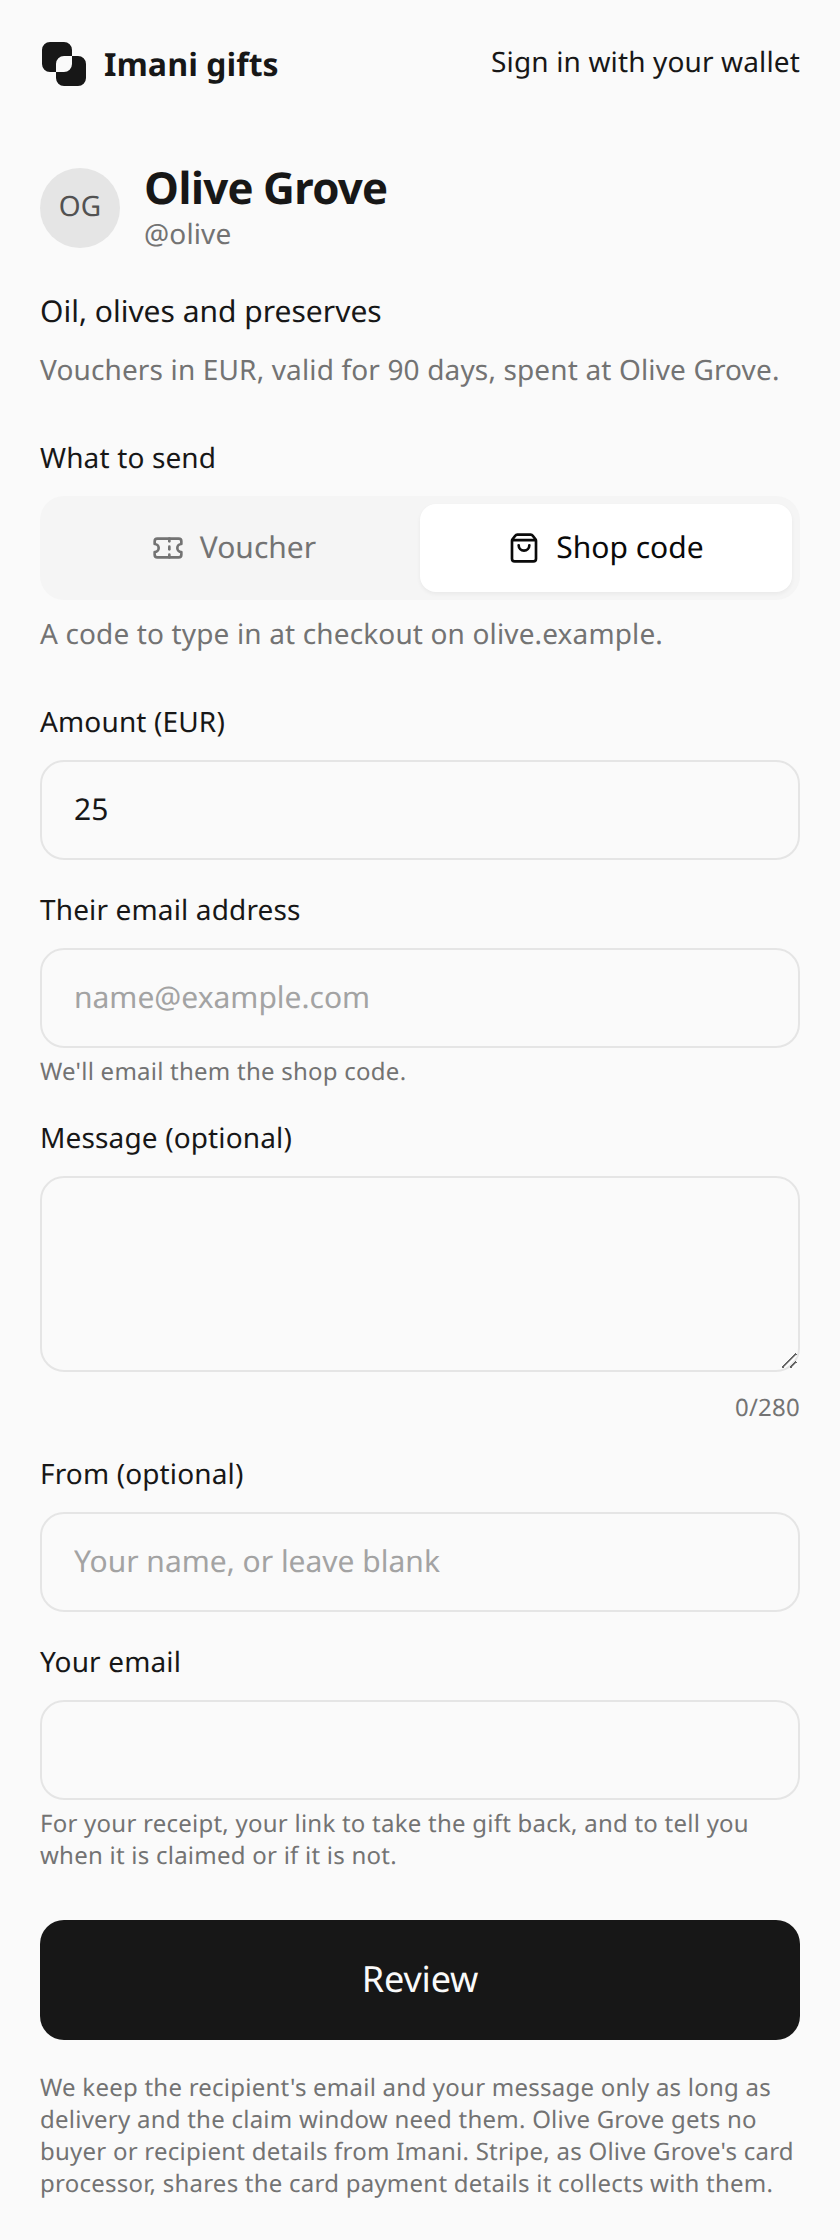 Imani gifts
Sign in with your wallet
OG
Olive Grove
@olive
Oil, olives and preserves
Vouchers in EUR, valid for 90 days, spent at Olive Grove.
What to send
Voucher
Shop code
A code to type in at checkout on olive.example.
Amount (EUR)
25
Their email address
name@example.com
We'll email them the shop code.
Message (optional)
0/280
From (optional)
Your name, or leave blank
Your email
For your receipt, your link to take the gift back, and to tell you
when it is claimed or if it is not.
Review
We keep the recipient's email and your message only as long as
delivery and the claim window need them. Olive Grove gets no
buyer or recipient details from Imani. Stripe, as Olive Grove's card
processor, shares the card payment details it collects with them.